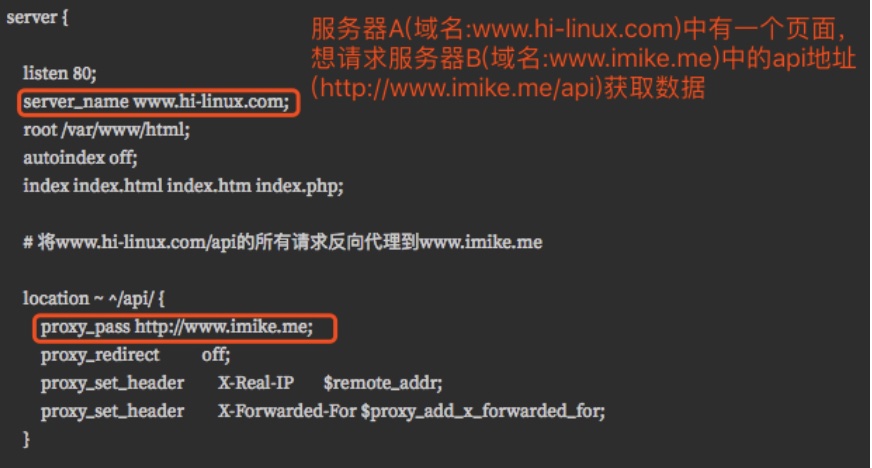 server {
服务器A(域名:www.hi-linux.com)中有一个页面,
想请求服务器B(域名:www.imike.me)中的api地址
(http://www.imike.me/api)获取数据
listen 80;
server_name www.hi-linux.com;
root /var/www/html;
autoindex off;
index index.html index.htm index.php;
# 将www.hi-linux.com/api的所有请求反向代理到www.imike.me
location ~ ^/api/ {
proxy_pass http://www.imike.me;
proxy_redirect off;
proxy_set_header X-Real-IP $remote_addr;
proxy_set_header X-Forwarded-For $proxy_add_x_forwarded_for;
}